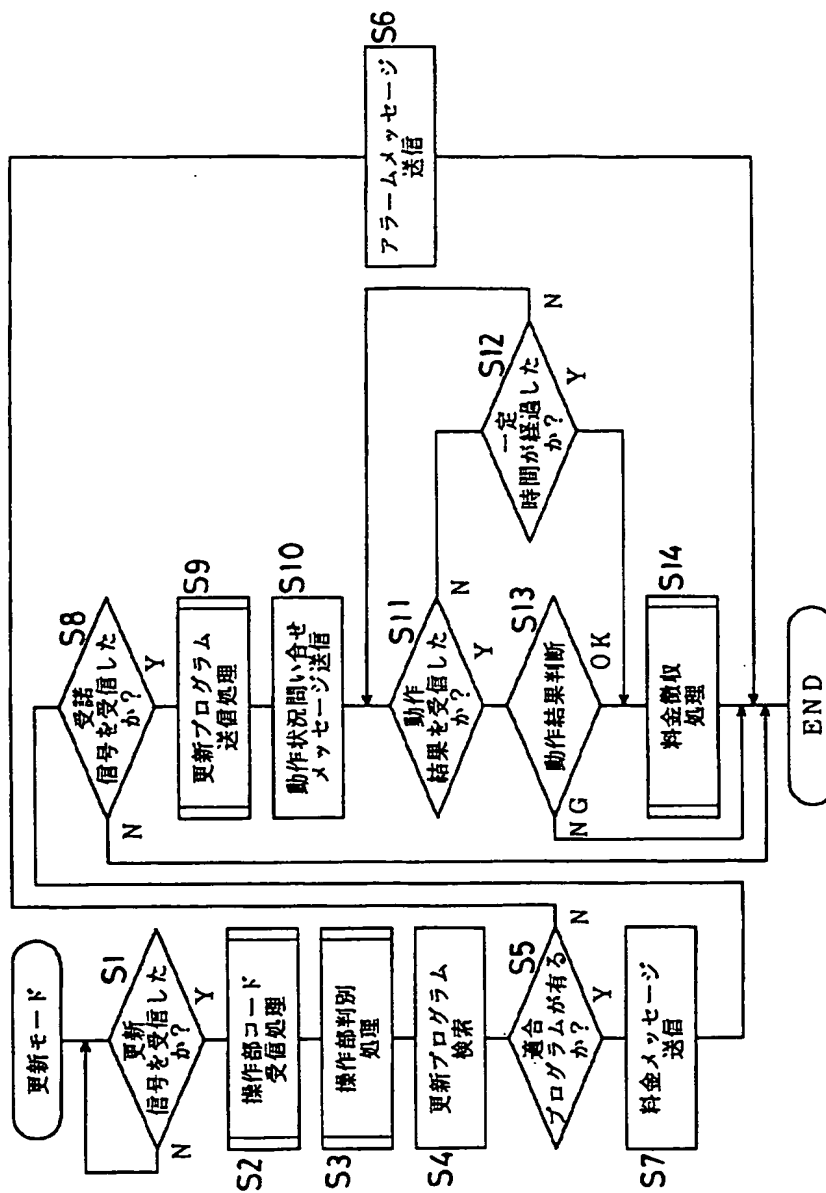 更新モード
S1
更新
信号を受信した
か？
N
Y
S2
操作部コード
受信処理
S3
操作部判別
処理
S4
更新プログラム
検索
S5
適合
プログラムが有る
か？
N
Y
S7
料金メッセージ
送信
S8
受諾
信号を受信した
か？
N
Y
S9
更新プログラム
送信処理
S10
動作状況問い合せ
メッセージ送信
S11
動作
結果を受信した
か？
N
Y
S12
一定
時間が経過した
か？
N
Y
S13
動作結果判断
NG
OK
S14
料金徴収
処理
END
S6
アラームメッセージ
送信